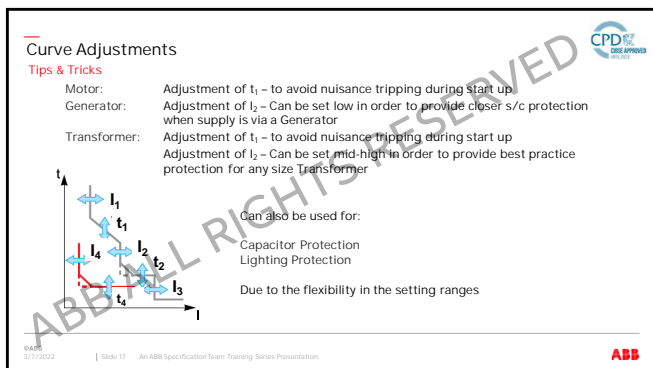 Curve Adjustments
Tips & Tricks
CPD
CIBSE APPROVED
UNTIL 2023
Motor: Adjustment of t₁ – to avoid nuisance tripping during start up
Generator: Adjustment of I₂ – Can be set low in order to provide closer s/c protection
when supply is via a Generator
Transformer: Adjustment of t₁ – to avoid nuisance tripping during start up
Adjustment of I₂ – Can be set mid-high in order to provide best practice
protection for any size Transformer
t
I₁
t₁
I₄
I₂
t₂
I₃
t₄
I
Can also be used for:
Capacitor Protection
Lighting Protection
Due to the flexibility in the setting ranges
ABB ALL RIGHTS RESERVED
©ABB
3/7/2022 | Slide 17 An ABB Specification Team Training Series Presentation
ABB